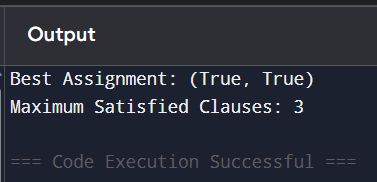 Output
Best Assignment: (True, True)
Maximum Satisfied Clauses: 3
=== Code Execution Successful ===